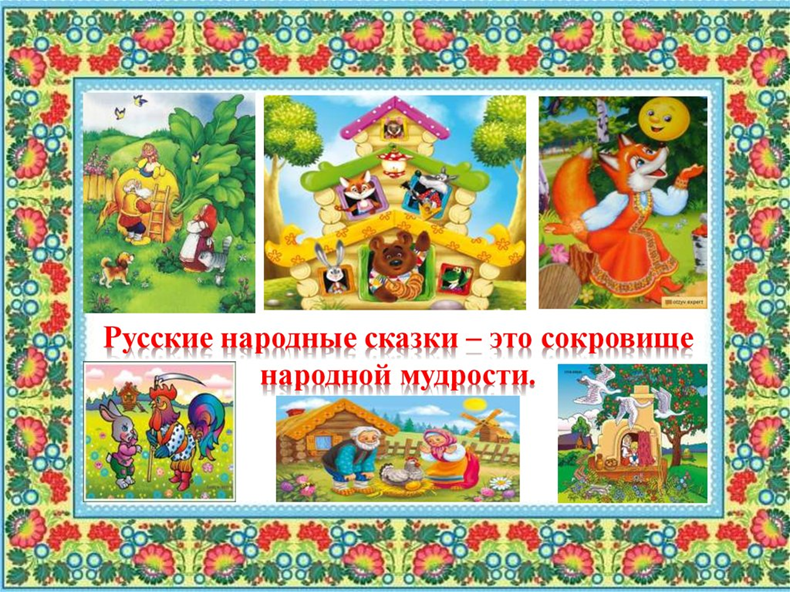 Русские народные сказки – это сокровище
народной мудрости.